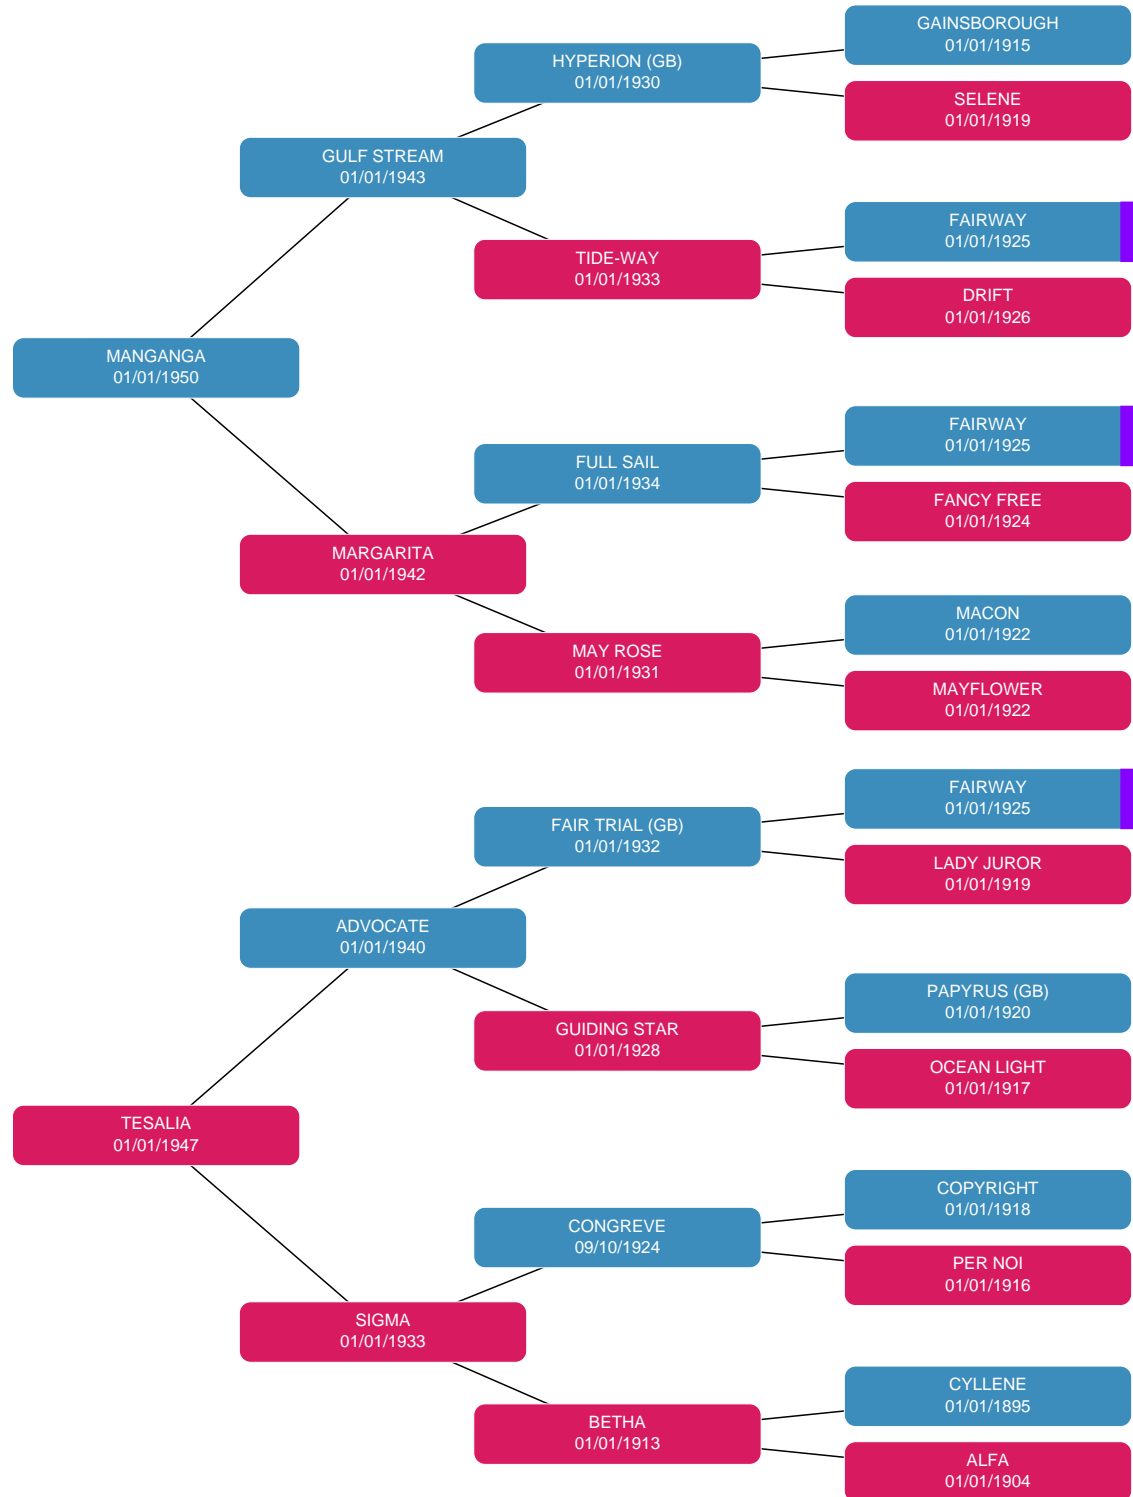 GAINSBOROUGH
01/01/1915
HYPERION (GB)
01/01/1930
SELENE
01/01/1919
GULF STREAM
01/01/1943
FAIRWAY
01/01/1925
TIDE-WAY
01/01/1933
DRIFT
01/01/1926
MANGANGA
01/01/1950
FAIRWAY
01/01/1925
FULL SAIL
01/01/1934
FANCY FREE
01/01/1924
MARGARITA
01/01/1942
MACON
01/01/1922
MAY ROSE
01/01/1931
MAYFLOWER
01/01/1922
FAIRWAY
01/01/1925
FAIR TRIAL (GB)
01/01/1932
LADY JUROR
01/01/1919
ADVOCATE
01/01/1940
PAPYRUS (GB)
01/01/1920
GUIDING STAR
01/01/1928
OCEAN LIGHT
01/01/1917
TESALIA
01/01/1947
COPYRIGHT
01/01/1918
CONGREVE
09/10/1924
PER NOI
01/01/1916
SIGMA
01/01/1933
CYLLENE
01/01/1895
BETHA
01/01/1913
ALFA
01/01/1904